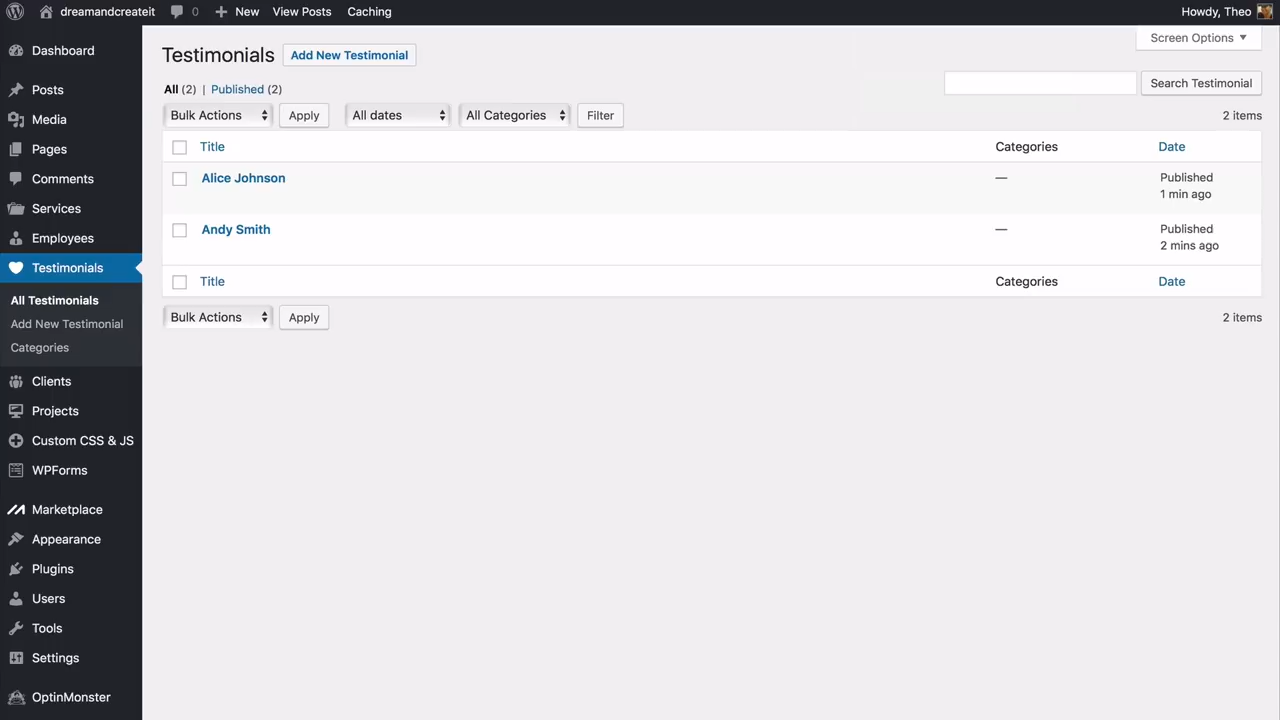 dreamandcreateit 0 New View Posts Caching Howdy, Theo
Dashboard
Posts
Media
Pages
Comments
Services
Employees
Testimonials
All Testimonials
Add New Testimonial
Categories
Clients
Projects
Custom CSS & JS
WPForms
Marketplace
Appearance
Plugins
Users
Tools
Settings
OptinMonster
Screen Options
Testimonials Add New Testimonial
All (2) | Published (2)
Search Testimonial
Bulk Actions Apply All dates All Categories Filter 2 items
Title Categories Date
Alice Johnson — Published
1 min ago
Andy Smith — Published
2 mins ago
Title Categories Date
Bulk Actions Apply 2 items